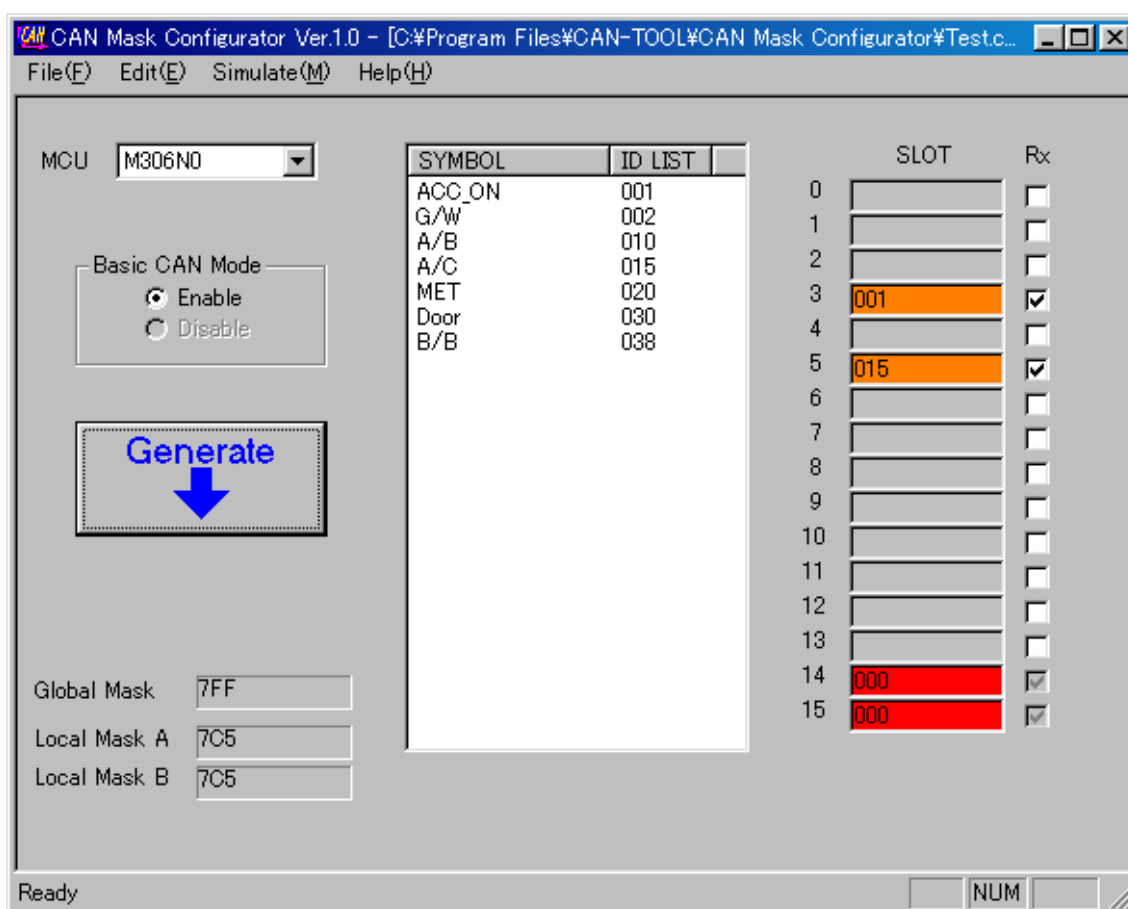 CAN CAN Mask Configurator Ver.1.0 - [C:¥Program Files¥CAN-TOOL¥CAN Mask Configurator¥Test.c...
File(F) Edit(E) Simulate(M) Help(H)
MCU M306N0
Basic CAN Mode
Enable
Disable
Generate
Global Mask 7FF
Local Mask A 7C5
Local Mask B 7C5
SYMBOL ID LIST
ACC_ON 001
G/W 002
A/B 010
A/C 015
MET 020
Door 030
B/B 038
SLOT Rx
0
1
2
3 001
4
5 015
6
7
8
9
10
11
12
13
14 000
15 000
Ready NUM